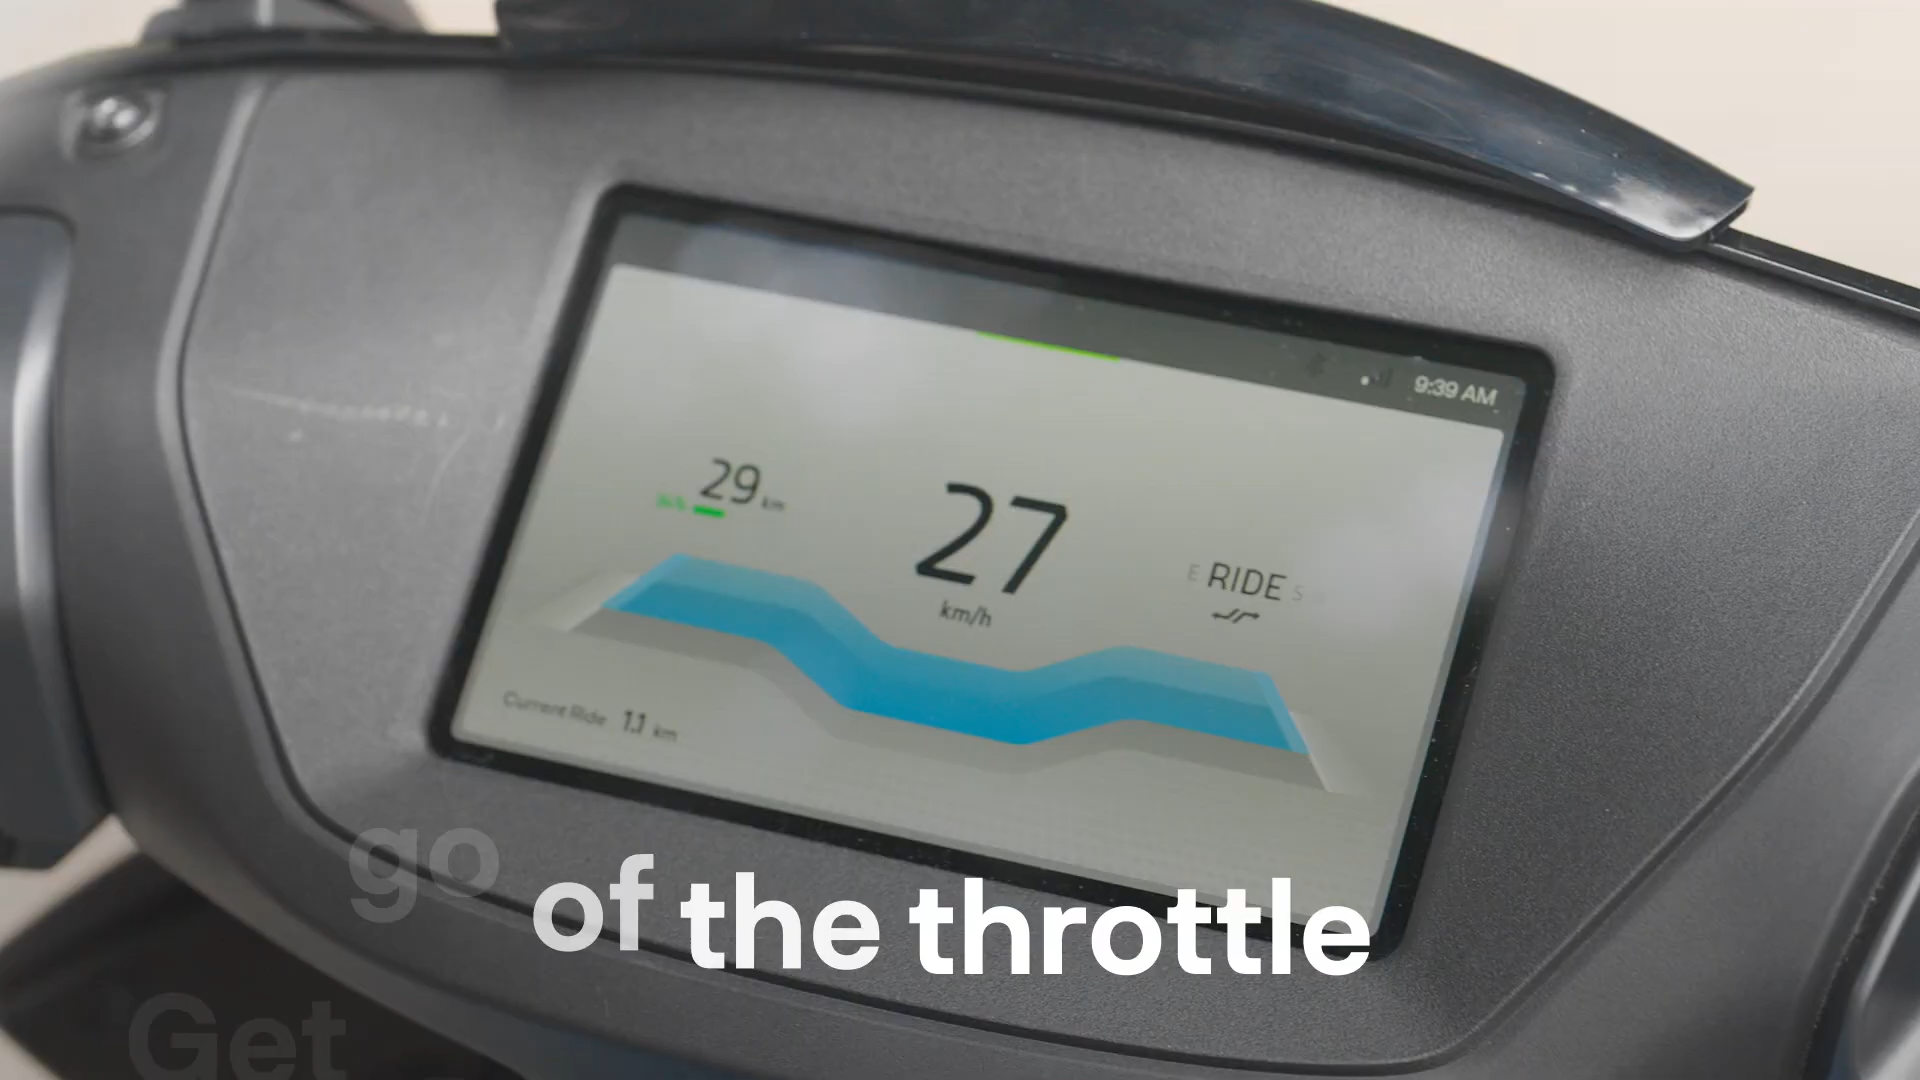 9:39 AM
29 km
27
km/h
E RIDE S
Current Ride 1.1 km
go of the throttle
Get